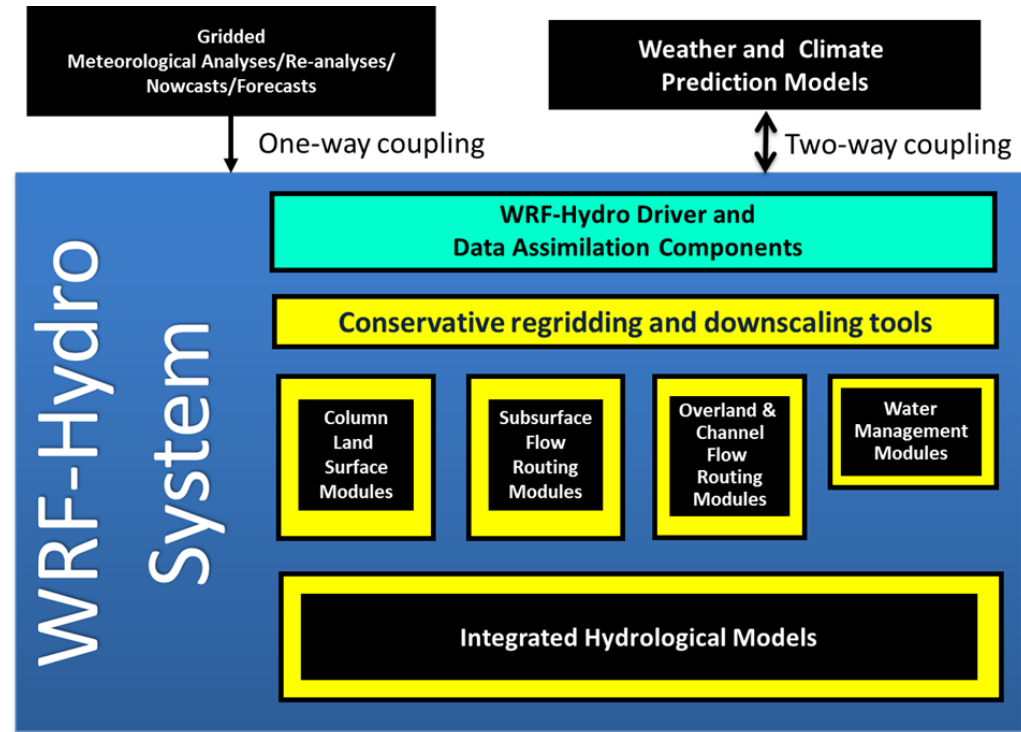 Gridded
Meteorological Analyses/Re-analyses/
Nowcasts/Forecasts
Weather and Climate
Prediction Models
One-way coupling
Two-way coupling
WRF-Hydro
System
WRF-Hydro Driver and
Data Assimilation Components
Conservative regridding and downscaling tools
Column
Land
Surface
Modules
Subsurface
Flow
Routing
Modules
Overland &
Channel
Flow
Routing
Modules
Water
Management
Modules
Integrated Hydrological Models